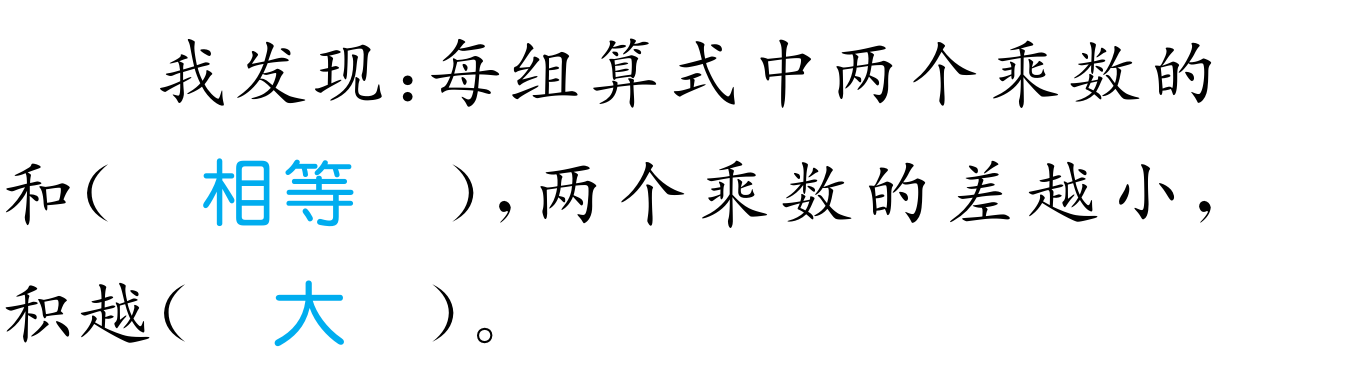 我发现:每组算式中两个乘数的
和( 相等 ),两个乘数的差越小,
积越( 大 )。